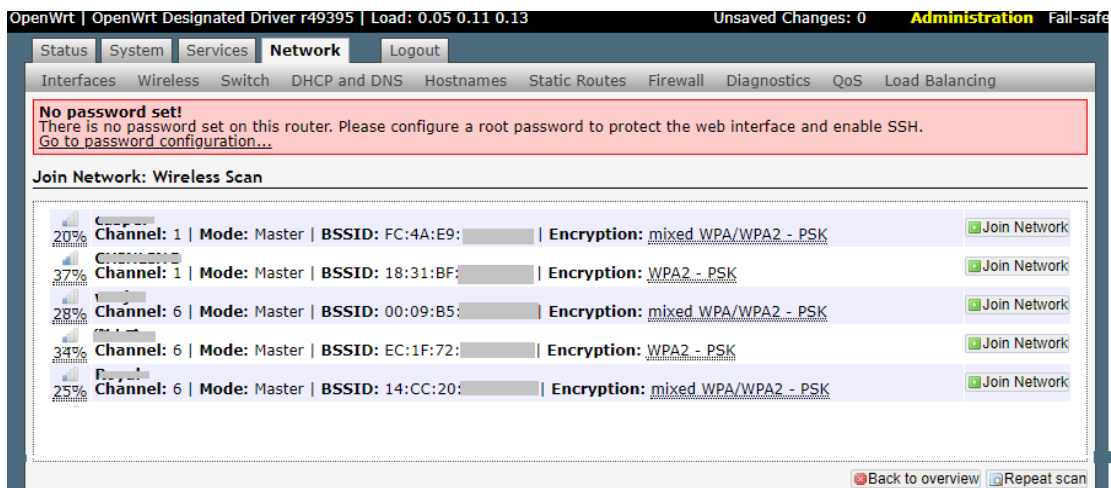 OpenWrt | OpenWrt Designated Driver r49395 | Load: 0.05 0.11 0.13 Unsaved Changes: 0 Administration Fail-safe
Status System Services Network Logout
Interfaces Wireless Switch DHCP and DNS Hostnames Static Routes Firewall Diagnostics QoS Load Balancing
No password set!
There is no password set on this router. Please configure a root password to protect the web interface and enable SSH.
Go to password configuration...
Join Network: Wireless Scan
20% Channel: 1 | Mode: Master | BSSID: FC:4A:E9: | Encryption: mixed WPA/WPA2 - PSK Join Network
37% Channel: 1 | Mode: Master | BSSID: 18:31:BF: | Encryption: WPA2 - PSK Join Network
28% Channel: 6 | Mode: Master | BSSID: 00:09:B5: | Encryption: mixed WPA/WPA2 - PSK Join Network
34% Channel: 6 | Mode: Master | BSSID: EC:1F:72: | Encryption: WPA2 - PSK Join Network
25% Channel: 6 | Mode: Master | BSSID: 14:CC:20: | Encryption: mixed WPA/WPA2 - PSK Join Network
Back to overview Repeat scan